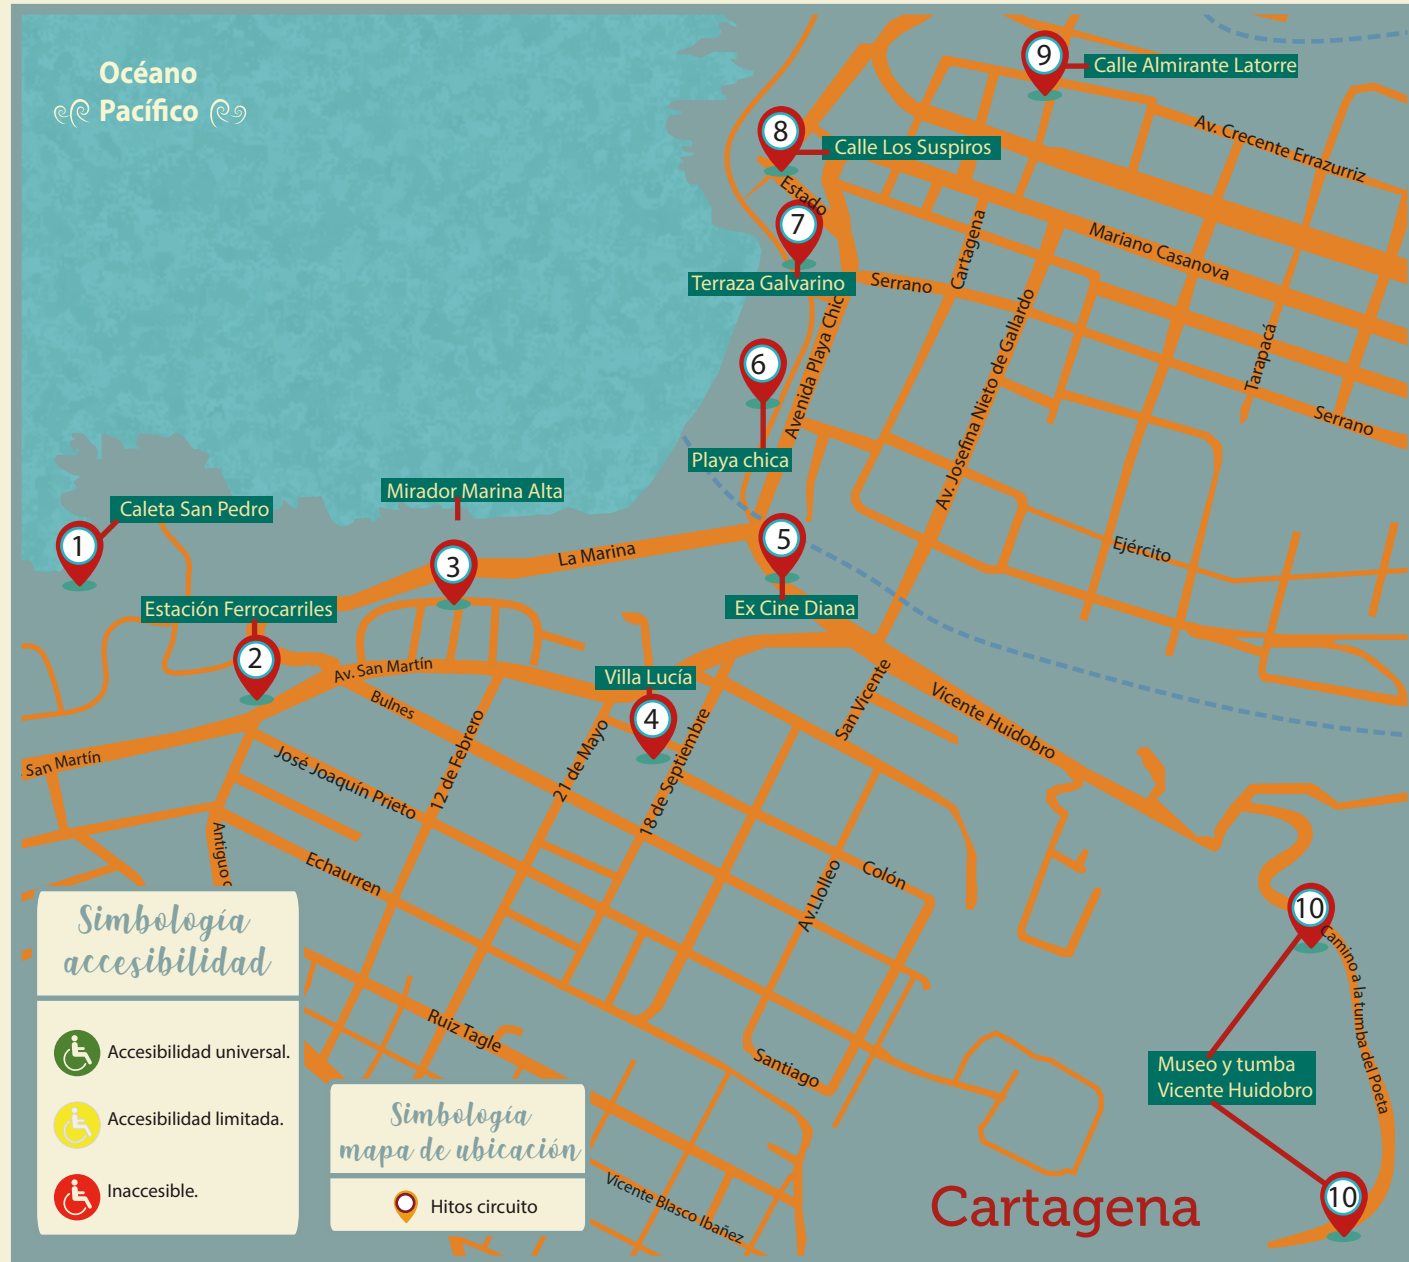 Océano
Pacífico
9
Calle Almirante Latorre
Av. Crecente Errazurriz
8
Calle Los Suspiros
Estado
7
Terraza Galvarino
Serrano
Cartagena
Mariano Casanova
Avenida Playa Chic
Av. Josefina Nieto de Gallardo
Tarapacá
Serrano
6
Playa chica
Mirador Marina Alta
Caleta San Pedro
1
3
La Marina
5
Ex Cine Diana
Ejército
Estación Ferrocarriles
2
Av. San Martín
Bulnes
Villa Lucía
4
San Vicente
Vicente Huidobro
San Martín
José Joaquín Prieto
12 de Febrero
21 de Mayo
18 de Septiembre
Antiguo c
Echaurren
Av.Llolleo
Colón
10
Camino a la tumba del Poeta
Ruiz Tagle
Santiago
Museo y tumba
Vicente Huidobro
10
Vicente Blasco Ibañez
Cartagena
Simbología
accesibilidad
Accesibilidad universal.
Accesibilidad limitada.
Inaccesible.
Simbología
mapa de ubicación
Hitos circuito